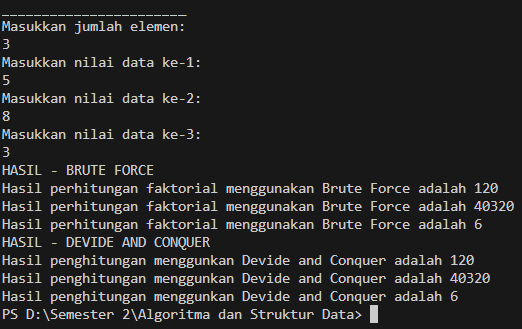 Masukkan jumlah elemen:
3
Masukkan nilai data ke-1:
5
Masukkan nilai data ke-2:
8
Masukkan nilai data ke-3:
3
HASIL - BRUTE FORCE
Hasil perhitungan faktorial menggunakan Brute Force adalah 120
Hasil perhitungan faktorial menggunakan Brute Force adalah 40320
Hasil perhitungan faktorial menggunakan Brute Force adalah 6
HASIL - DEVIDE AND CONQUER
Hasil penghitungan menggunkan Devide and Conquer adalah 120
Hasil penghitungan menggunkan Devide and Conquer adalah 40320
Hasil penghitungan menggunkan Devide and Conquer adalah 6
PS D:\Semester 2\Algoritma dan Struktur Data>